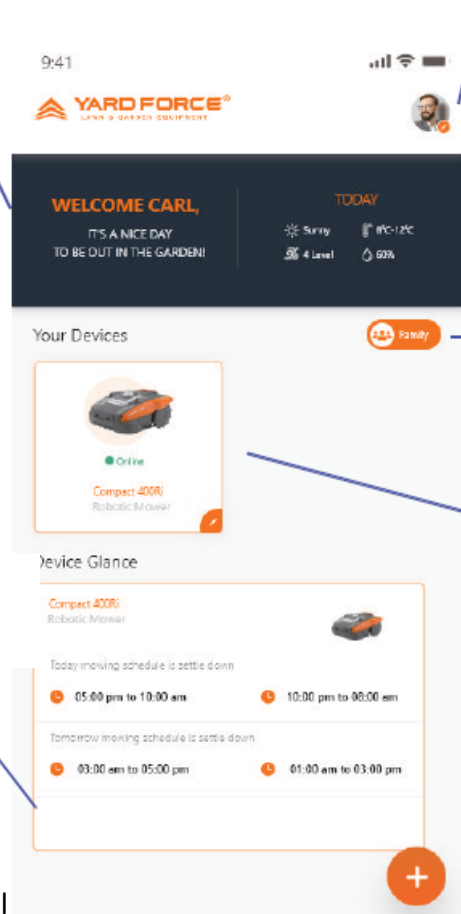 9:41
YARD FORCE®
LAWN & GARDEN EQUIPMENT
WELCOME CARL,
IT'S A NICE DAY
TO BE OUT IN THE GARDEN!
TODAY
Sunny 8°C-12°C
4 Level 60%
Your Devices
Family
Online
Compact 400Ri
Robotic Mower
Device Glance
Compact 400Ri
Robotic Mower
Today mowing schedule is settle down
05:00 pm to 10:00 am 10:00 pm to 08:00 am
Tomorrow mowing schedule is settle down
03:00 am to 05:00 pm 01:00 am to 03:00 pm
+